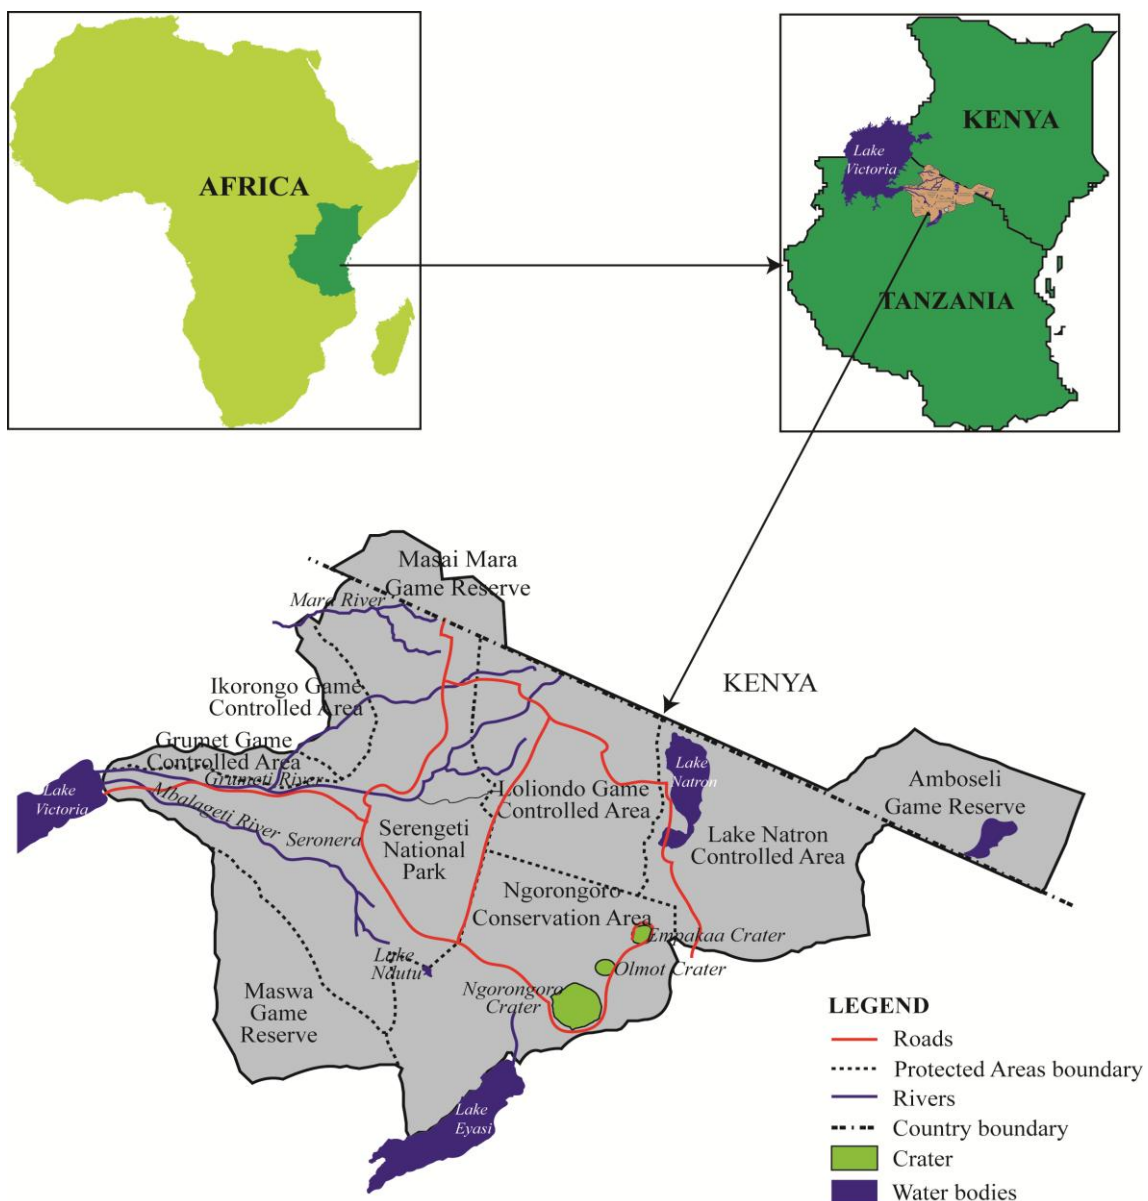 AFRICA
KENYA
Lake
Victoria
TANZANIA
Masai Mara
Game Reserve
Mara River
KENYA
Ikorongo Game
Controlled Area
Grumet Game
Controlled Area
Grumeti River
Lake
Victoria
Mbalageti River
Seronera
Serengeti
National
Park
Loliondo Game
Controlled Area
Lake
Natron
Lake Natron
Controlled Area
Amboseli
Game Reserve
Ngorongoro
Conservation Area
Empakaa Crater
Olmot Crater
Ngorongoro
Crater
Lake
Ndutu
Maswa
Game
Reserve
Lake
Eyasi
LEGEND
Roads
Protected Areas boundary
Rivers
Country boundary
Crater
Water bodies